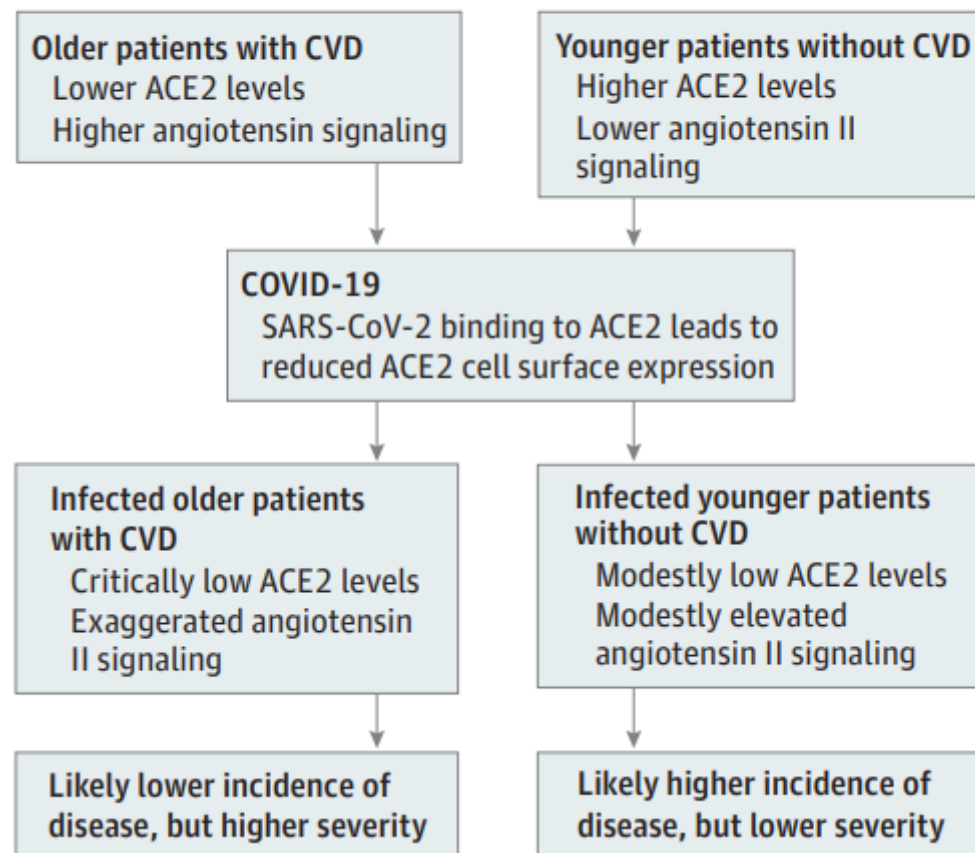 Older patients with CVD
Lower ACE2 levels
Higher angiotensin signaling
Younger patients without CVD
Higher ACE2 levels
Lower angiotensin II
signaling
COVID-19
SARS-CoV-2 binding to ACE2 leads to
reduced ACE2 cell surface expression
Infected older patients
with CVD
Critically low ACE2 levels
Exaggerated angiotensin
II signaling
Infected younger patients
without CVD
Modestly low ACE2 levels
Modestly elevated
angiotensin II signaling
Likely lower incidence of
disease, but higher severity
Likely higher incidence of
disease, but lower severity